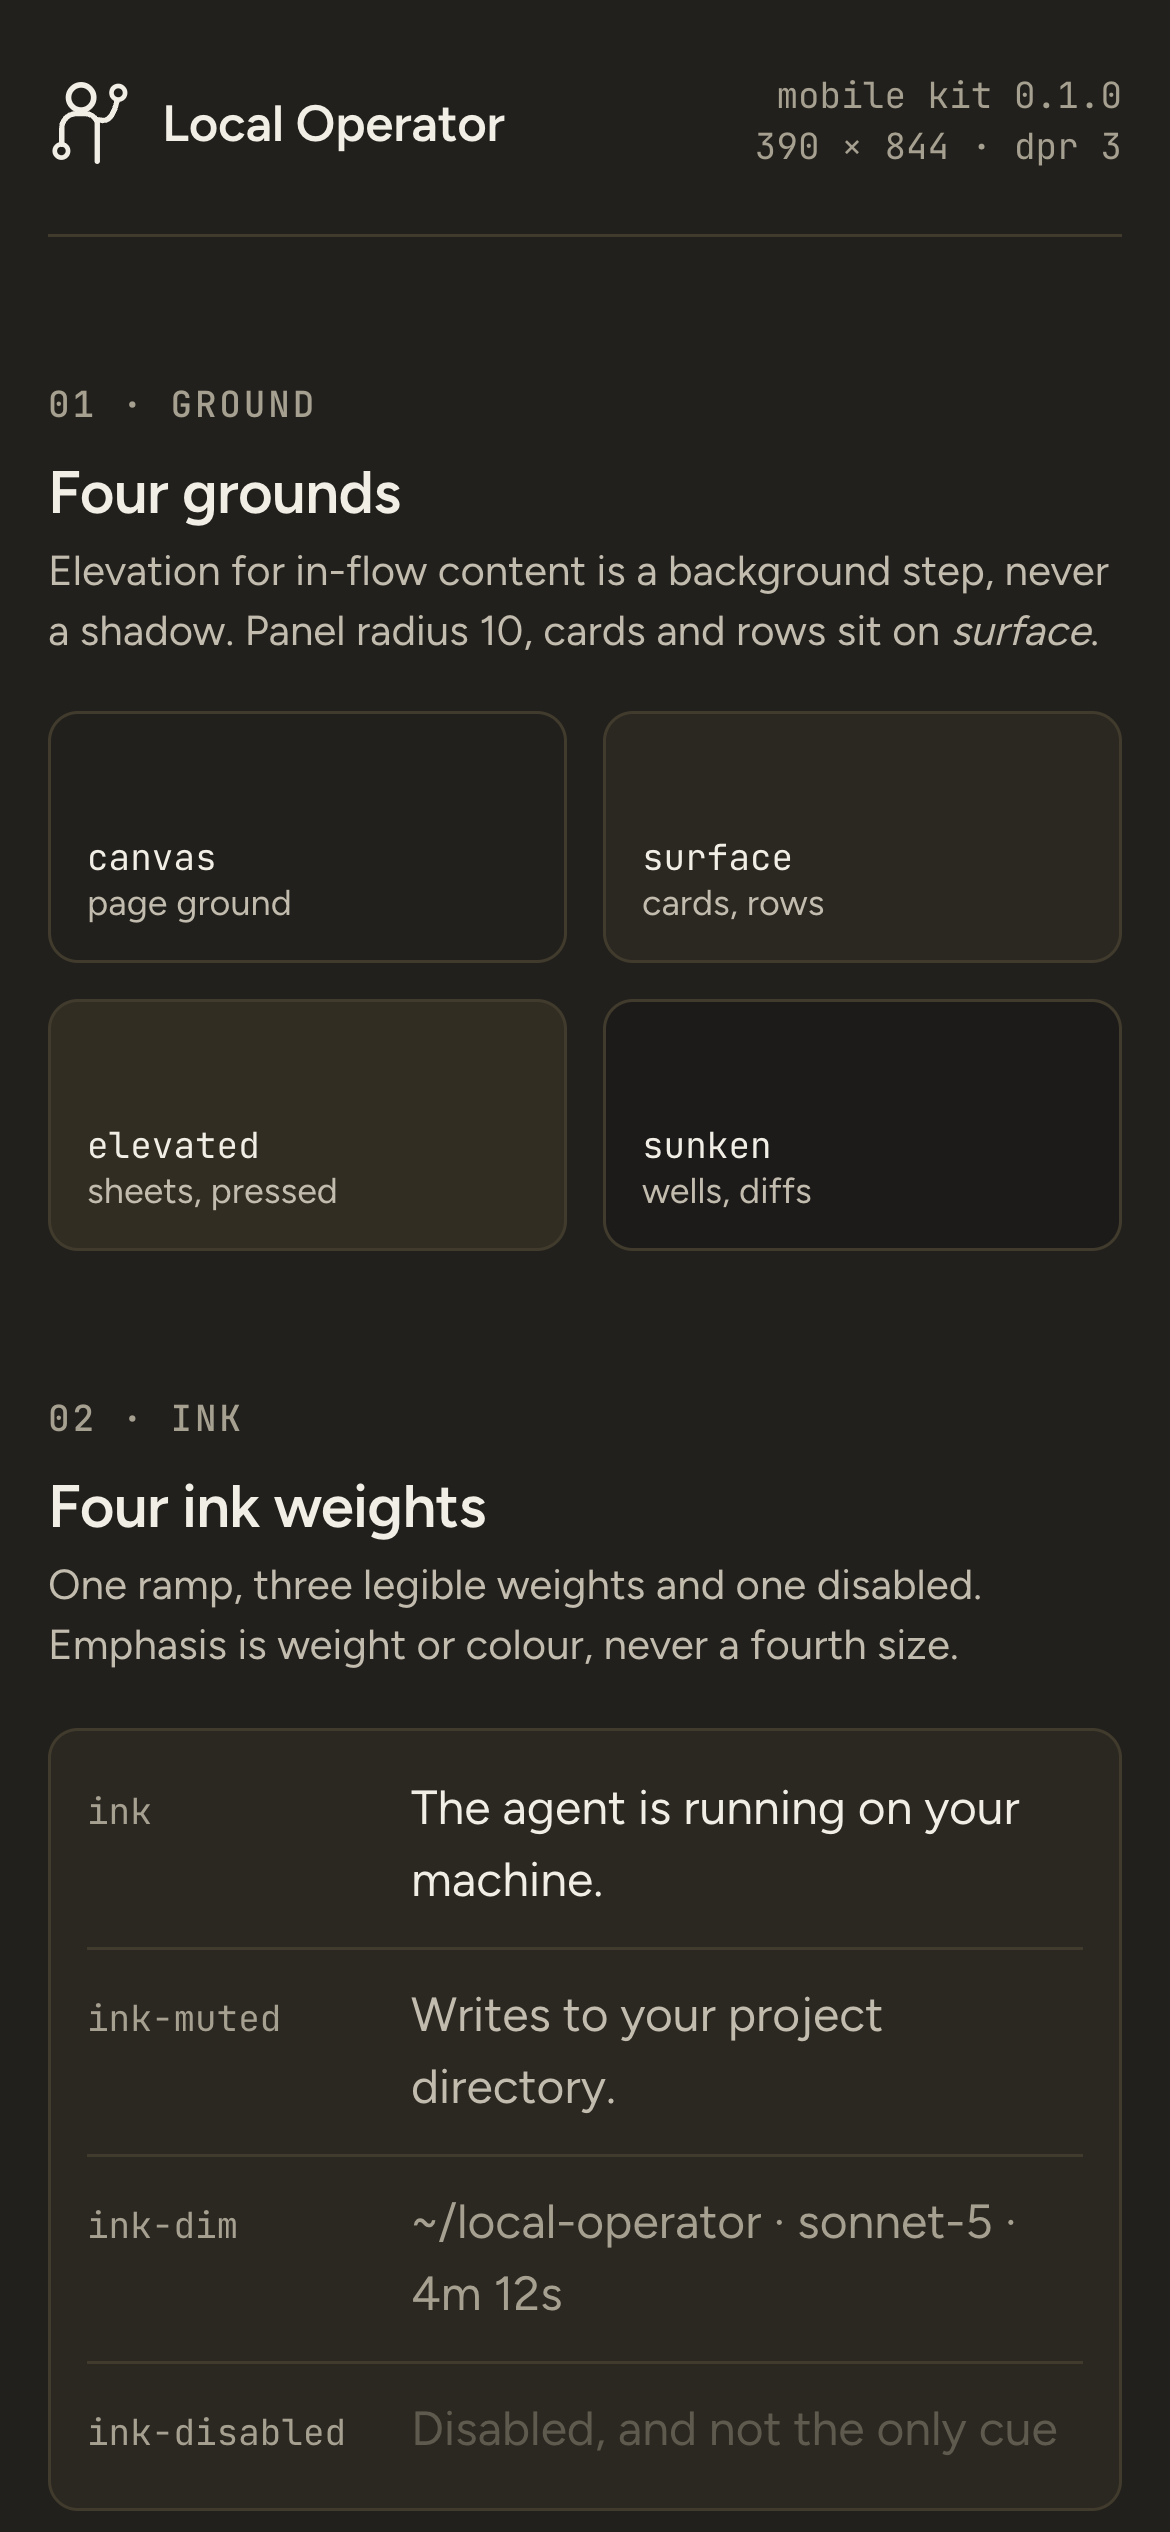 Local Operator
mobile kit 0.1.0
390 × 844 · dpr 3
01 · GROUND
Four grounds
Elevation for in-flow content is a background step, never
a shadow. Panel radius 10, cards and rows sit on surface.
canvas
page ground
surface
cards, rows
elevated
sheets, pressed
sunken
wells, diffs
02 · INK
Four ink weights
One ramp, three legible weights and one disabled.
Emphasis is weight or colour, never a fourth size.
ink
The agent is running on your
machine.
ink-muted
Writes to your project
directory.
ink-dim
~/local-operator · sonnet-5 ·
4m 12s
ink-disabled
Disabled, and not the only cue